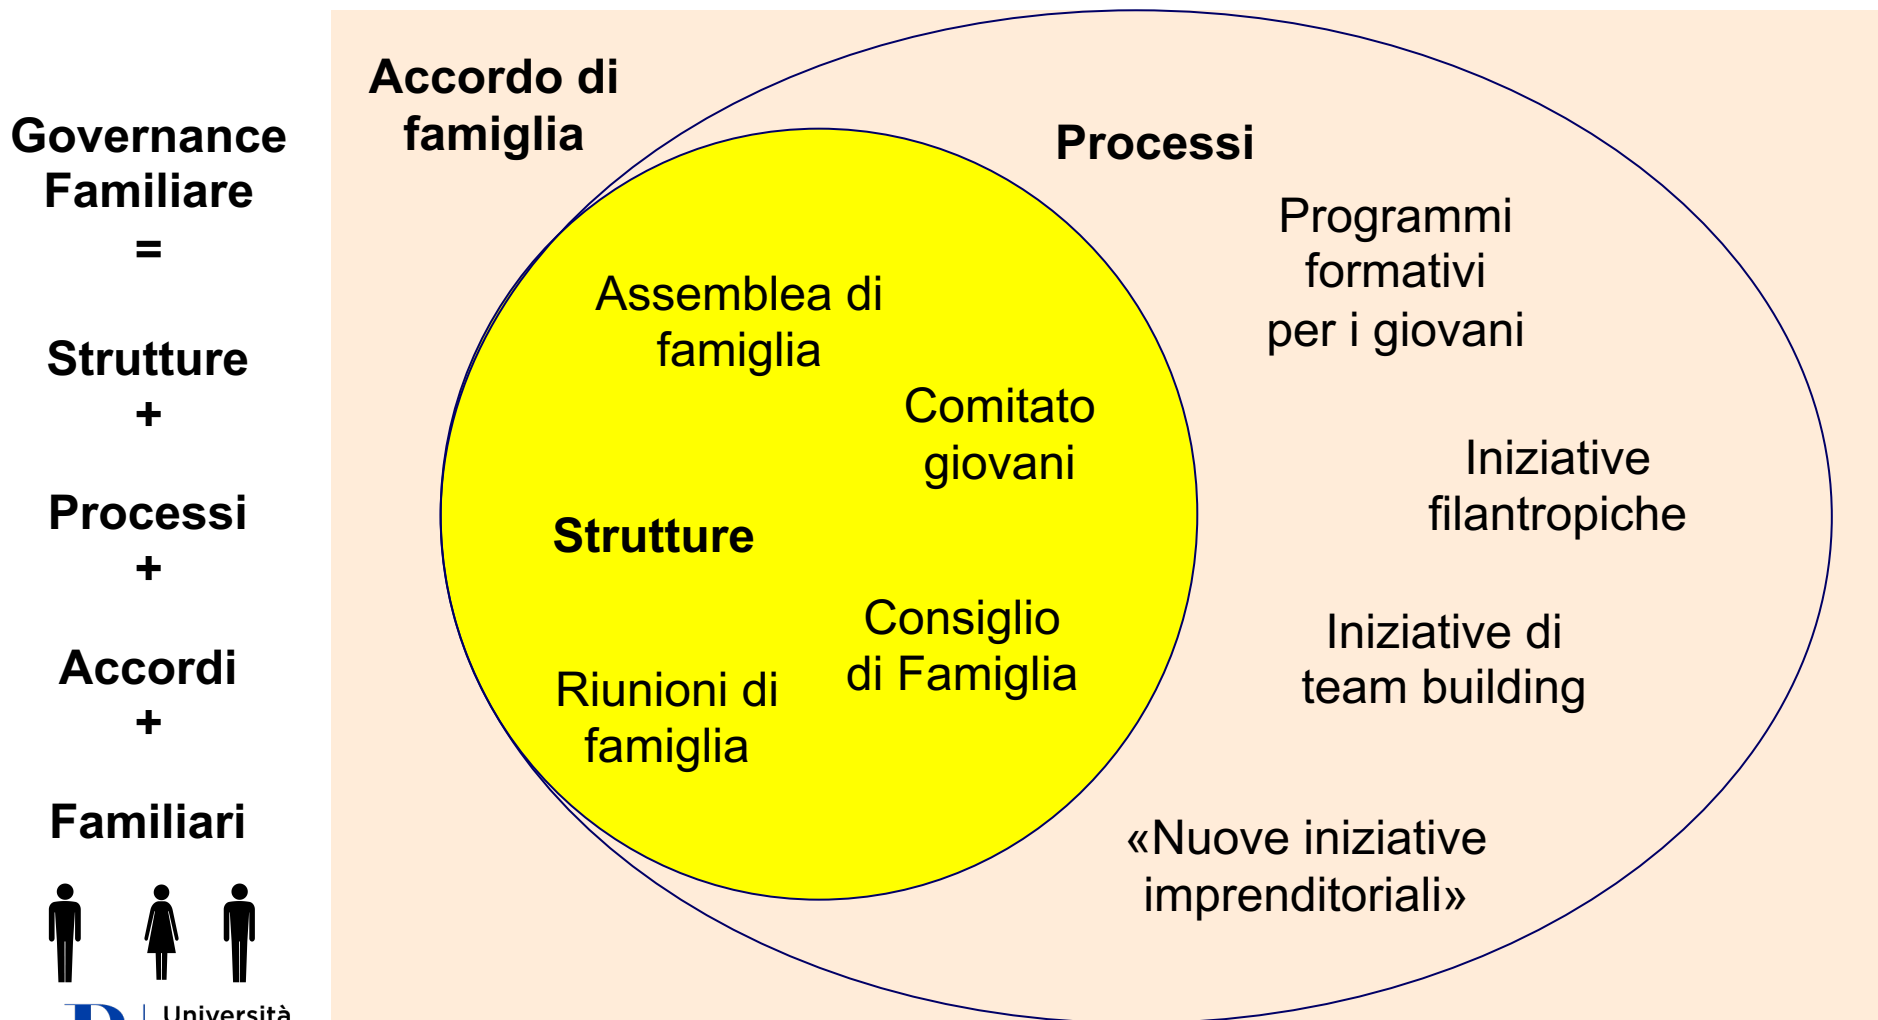 Governance
Familiare
=
Strutture
+
Processi
+
Accordi
+
Familiari
Università
Accordo di
famiglia
Processi
Programmi
formativi
per i giovani
Assemblea di
famiglia
Comitato
giovani
Iniziative
filantropiche
Strutture
Consiglio
di Famiglia
Iniziative di
team building
Riunioni di
famiglia
«Nuove iniziative
imprenditoriali»